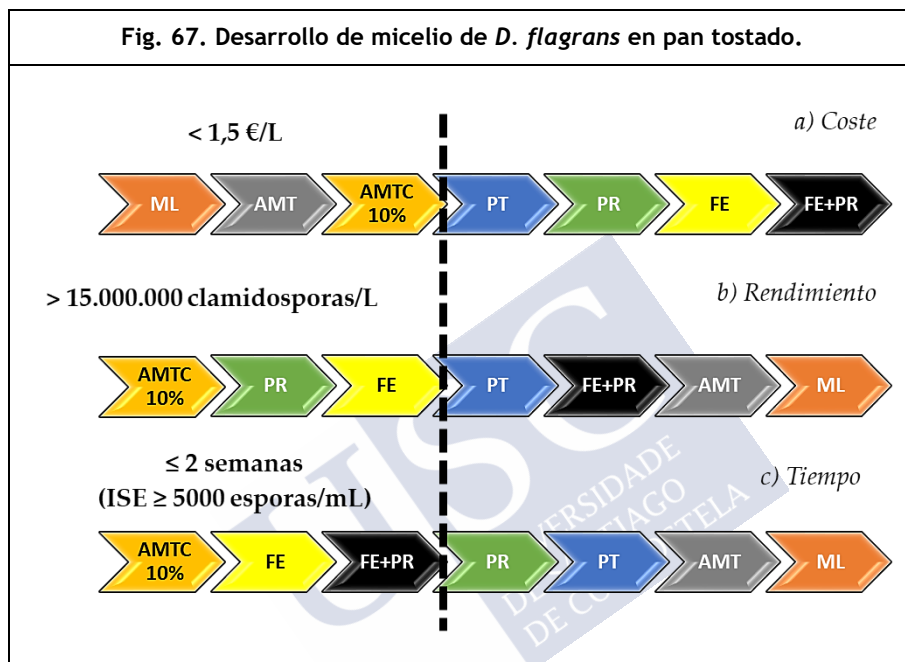 Fig. 67. Desarrollo de micelio de D. flagrans en pan tostado.
< 1,5 €/L
a) Coste
ML AMT AMTC 10% PT PR FE FE+PR
> 15.000.000 clamidosporas/L
b) Rendimiento
AMTC 10% PR FE PT FE+PR AMT ML
≤ 2 semanas
(ISE ≥ 5000 esporas/mL)
c) Tiempo
AMTC 10% FE FE+PR PR PT AMT ML
USC
DE